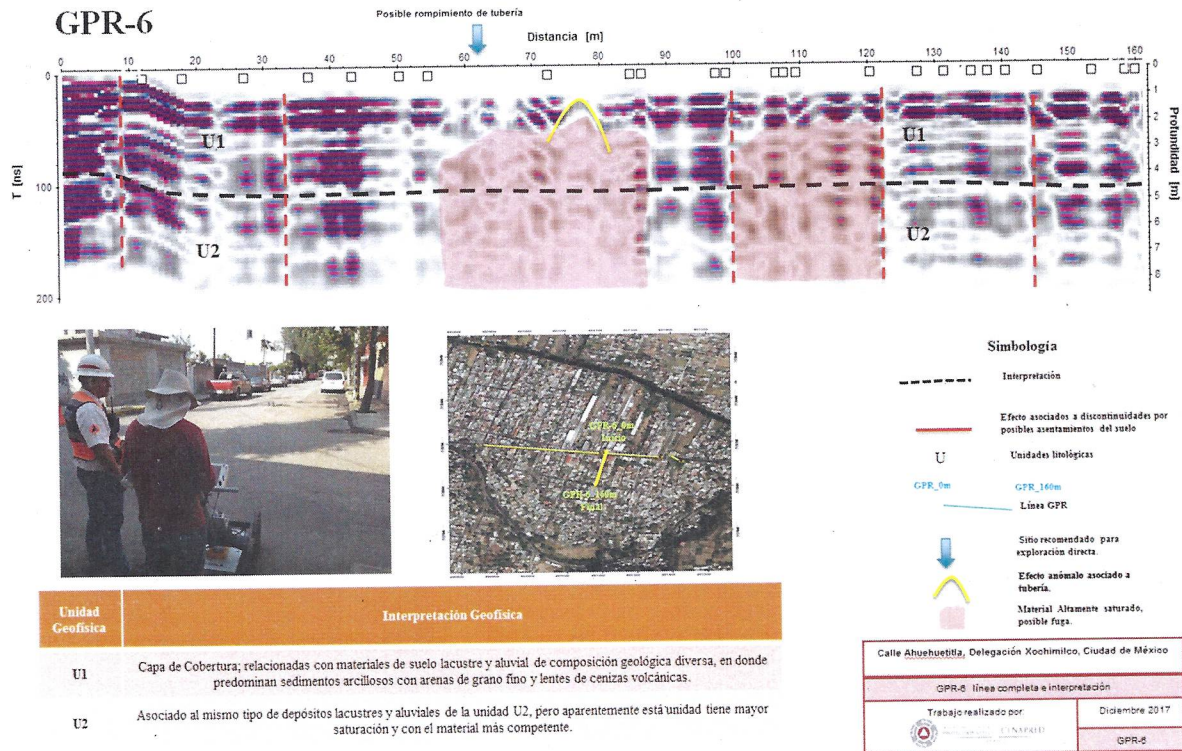 GPR-6
Posible rompimiento de tubería
Distancia [m]
0 10 20 30 40 50 60 70 80 90 100 110 120 130 140 150 160
T [ns]
0
100
200
Profundidad [m]
0
1
2
3
4
5
6
7
8
U1
U1
U2
U2
GPR-6_0m
Inicio
GPR-6_160m
Final
Simbología
Interpretación
Efecto asociados a discontinuidades por
posibles asentamientos del suelo
U
Unidades litológicas
GPR_0m
GPR_160m
Línea GPR
Sitio recomendado para
exploración directa.
Efecto anómalo asociado a
tubería.
Material Altamente saturado,
posible fuga.
Unidad
Geofísica
Interpretación Geofísica
U1
Capa de Cobertura; relacionadas con materiales de suelo lacustre y aluvial de composición geológica diversa, en donde
predominan sedimentos arcillosos con arenas de grano fino y lentes de cenizas volcánicas.
U2
Asociado al mismo tipo de depósitos lacustres y aluviales de la unidad U2, pero aparentemente está unidad tiene mayor
saturación y con el material más competente.
Calle Ahuehuetitla, Delegación Xochimilco, Ciudad de México
GPR-6 línea completa e interpretación
Trabajo realizado por:
CENAPRED
Diciembre 2017
GPR-6